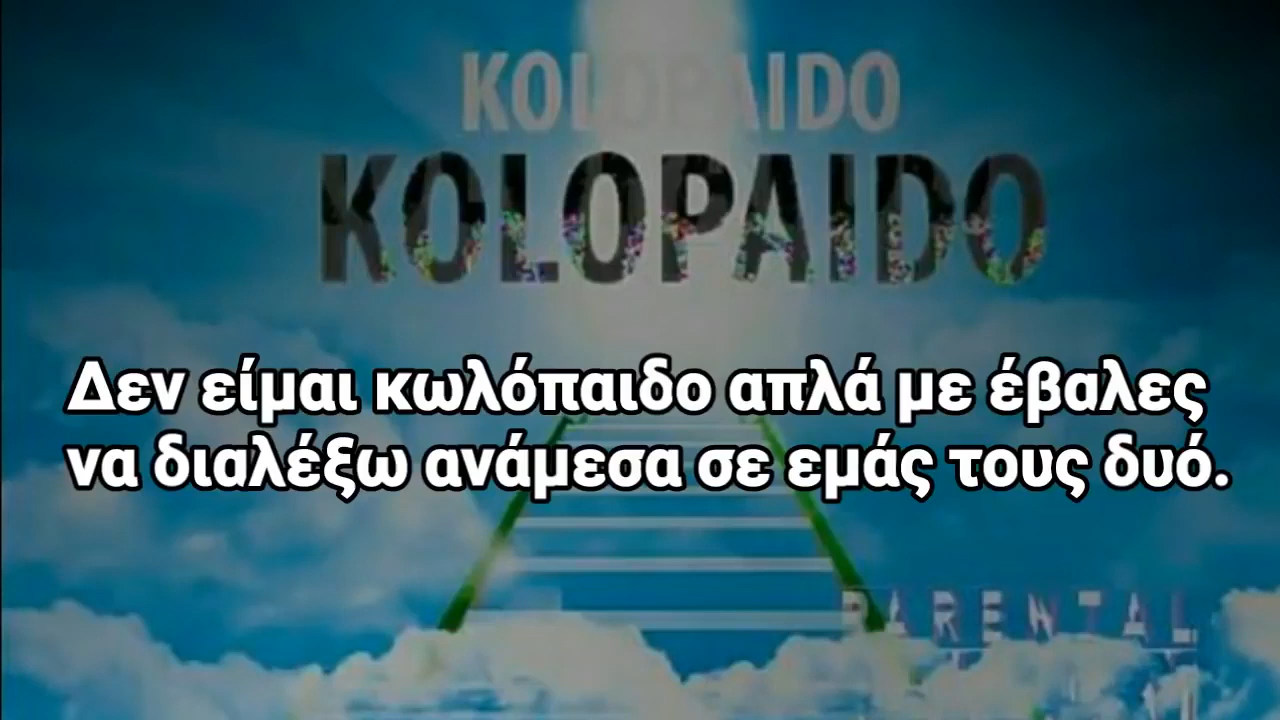 KOLOPAIDO
KOLOPAIDO
Δεν είμαι κωλόπαιδο απλά με έβαλες
να διαλέξω ανάμεσα σε εμάς τους δυό.
PARENTAL